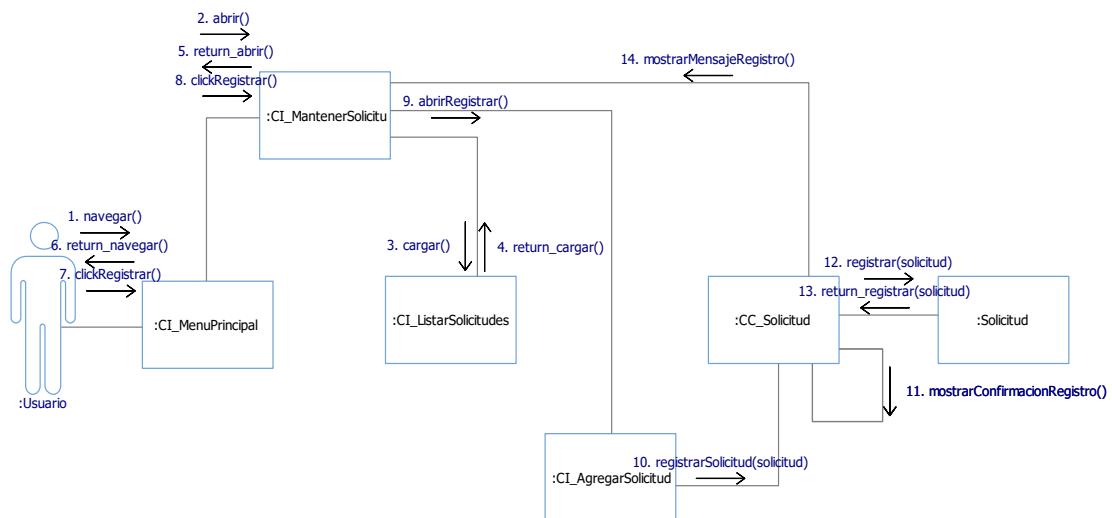 2. abrir()
5. return_abrir()
8. clickRegistrar()
14. mostrarMensajeRegistro()
:CI_MantenerSolicitu
9. abrirRegistrar()
1. navegar()
6. return_navegar()
7. clickRegistrar()
3. cargar()
4. return_cargar()
12. registrar(solicitud)
13. return_registrar(solicitud)
:CI_MenuPrincipal
:CI_ListarSolicitudes
:CC_Solicitud
:Solicitud
:Usuario
11. mostrarConfirmacionRegistro()
10. registrarSolicitud(solicitud)
:CI_AgregarSolicitud